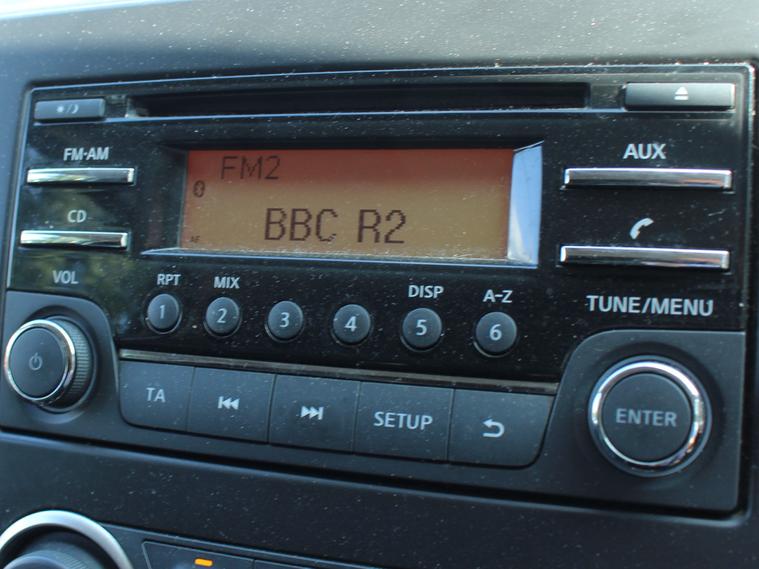 FM·AM
AUX
FM2
CD
AF
BBC R2
VOL
RPT
MIX
DISP
A-Z
TUNE/MENU
1
2
3
4
5
6
TA
SETUP
ENTER